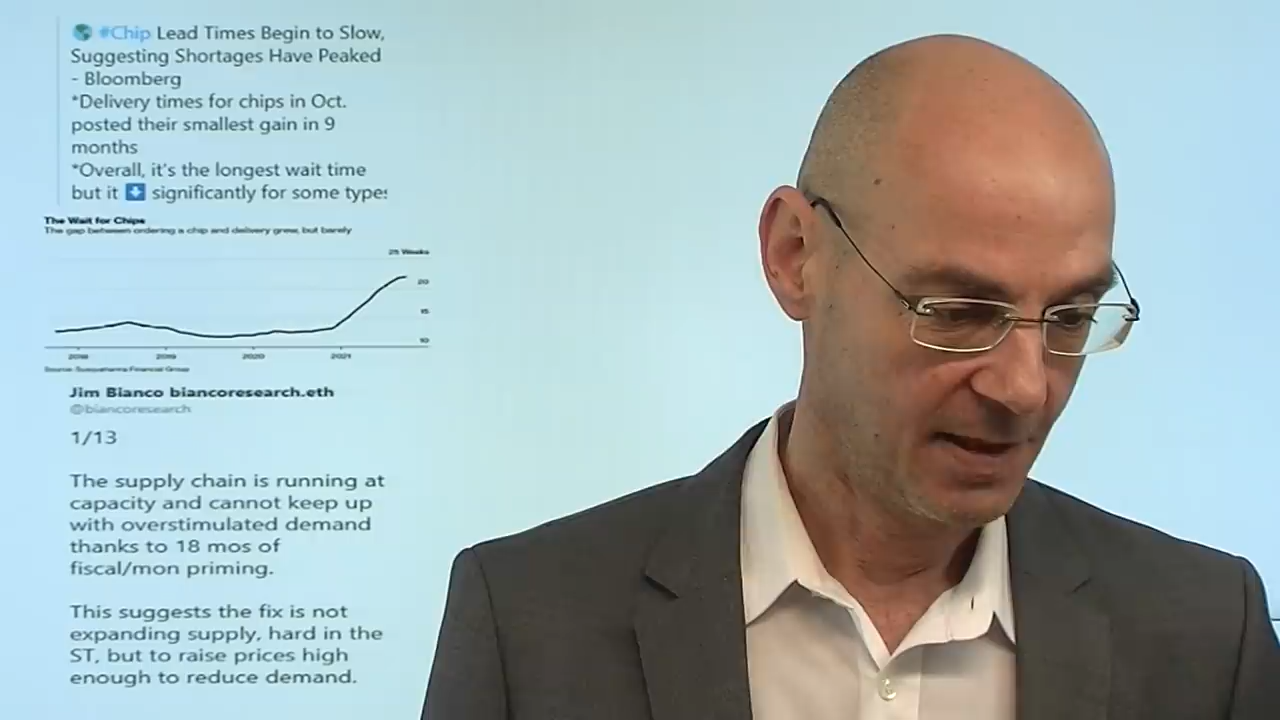 #Chip Lead Times Begin to Slow,
Suggesting Shortages Have Peaked
- Bloomberg
*Delivery times for chips in Oct.
posted their smallest gain in 9
months
*Overall, it's the longest wait time
but it ⬇ significantly for some types
The Wait for Chips
The gap between ordering a chip and delivery grew, but barely
25 Weeks
20
15
10
2018 2019 2020 2021
Source: Susquehanna Financial Group
Jim Bianco biancoresearch.eth
@biancoresearch
1/13
The supply chain is running at
capacity and cannot keep up
with overstimulated demand
thanks to 18 mos of
fiscal/mon priming.
This suggests the fix is not
expanding supply, hard in the
ST, but to raise prices high
enough to reduce demand.